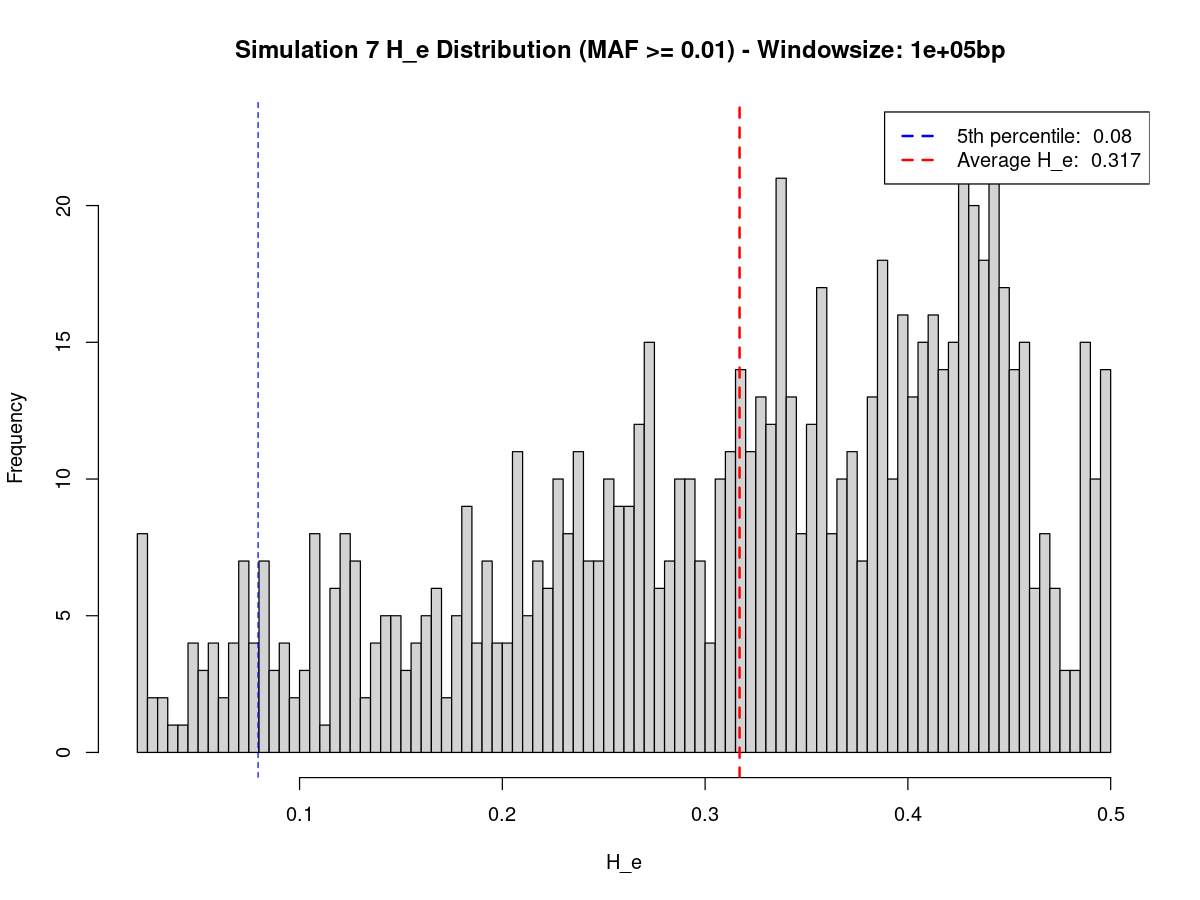 Simulation 7 H_e Distribution (MAF >= 0.01) - Windowsize: 1e+05bp
5th percentile:  0.08
Average H_e:  0.317
Frequency
20
15
10
5
0
0.1 0.2 0.3 0.4 0.5
H_e